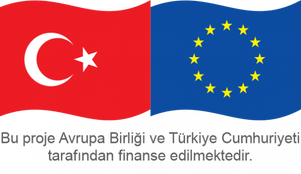 Bu proje Avrupa Birliği ve Türkiye Cumhuriyeti
tarafından finanse edilmektedir.